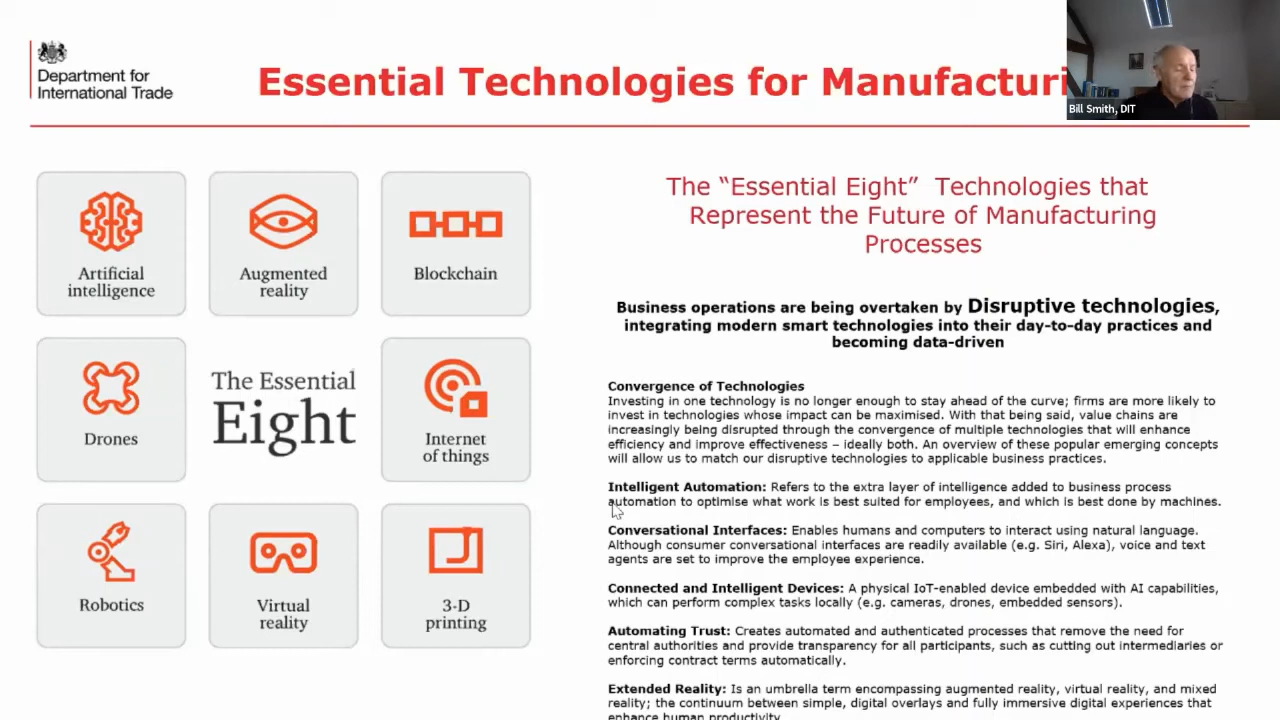 Department for
International Trade
Essential Technologies for Manufacturi
Bill Smith, DIT
Artificial
intelligence
Augmented
reality
Blockchain
Drones
The Essential
Eight
Internet
of things
Robotics
Virtual
reality
3-D
printing
The “Essential Eight” Technologies that
Represent the Future of Manufacturing
Processes
Business operations are being overtaken by Disruptive technologies,
integrating modern smart technologies into their day-to-day practices and
becoming data-driven
Convergence of Technologies
Investing in one technology is no longer enough to stay ahead of the curve; firms are more likely to
invest in technologies whose impact can be maximised. With that being said, value chains are
increasingly being disrupted through the convergence of multiple technologies that will enhance
efficiency and improve effectiveness – ideally both. An overview of these popular emerging concepts
will allow us to match our disruptive technologies to applicable business practices.
Intelligent Automation: Refers to the extra layer of intelligence added to business process
automation to optimise what work is best suited for employees, and which is best done by machines.
Conversational Interfaces: Enables humans and computers to interact using natural language.
Although consumer conversational interfaces are readily available (e.g. Siri, Alexa), voice and text
agents are set to improve the employee experience.
Connected and Intelligent Devices: A physical IoT-enabled device embedded with AI capabilities,
which can perform complex tasks locally (e.g. cameras, drones, embedded sensors).
Automating Trust: Creates automated and authenticated processes that remove the need for
central authorities and provide transparency for all participants, such as cutting out intermediaries or
enforcing contract terms automatically.
Extended Reality: Is an umbrella term encompassing augmented reality, virtual reality, and mixed
reality; the continuum between simple, digital overlays and fully immersive digital experiences that
enhance human productivity.